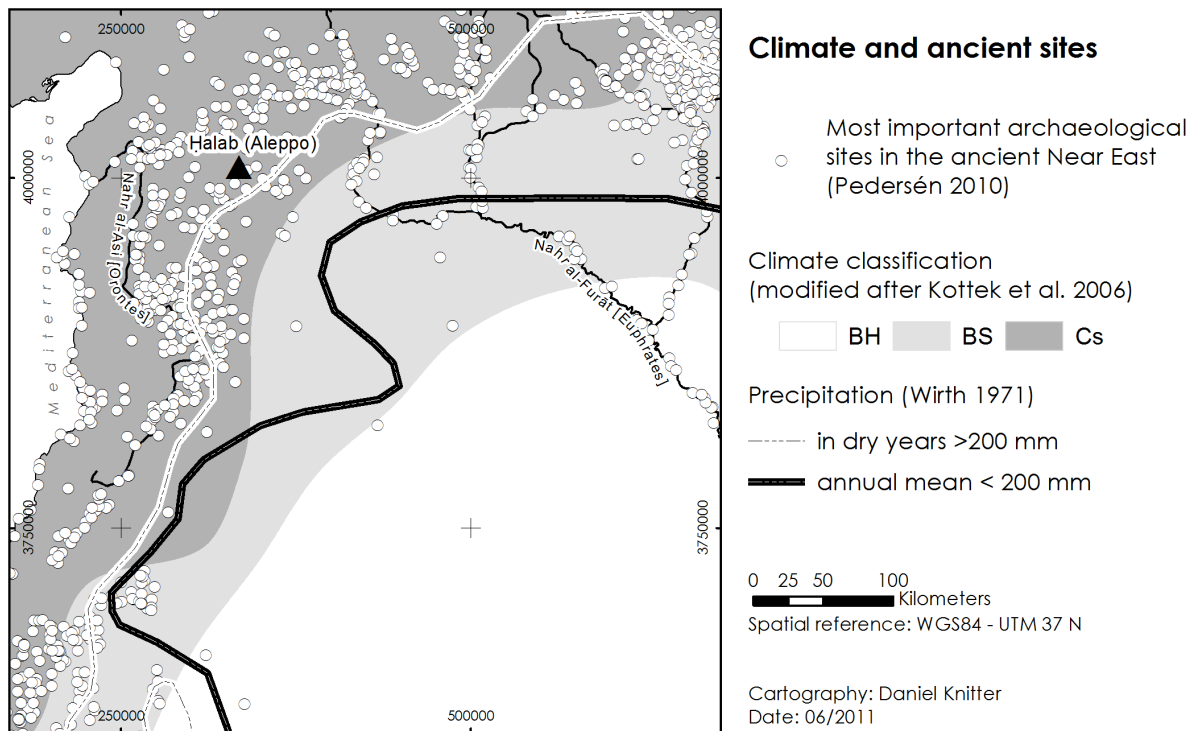 250000
500000
Mediterranean Sea
Halab (Aleppo)
4000000
4000000
Nahr al-Asi [Orontes]
Nahr al-Furāt [Euphrates]
3750000
3750000
250000
500000
Climate and ancient sites
Most important archaeological
sites in the ancient Near East
(Pedersén 2010)
Climate classification
(modified after Kottek et al. 2006)
BH BS Cs
Precipitation (Wirth 1971)
in dry years >200 mm
annual mean < 200 mm
0 25 50 100
Kilometers
Spatial reference: WGS84 - UTM 37 N
Cartography: Daniel Knitter
Date: 06/2011